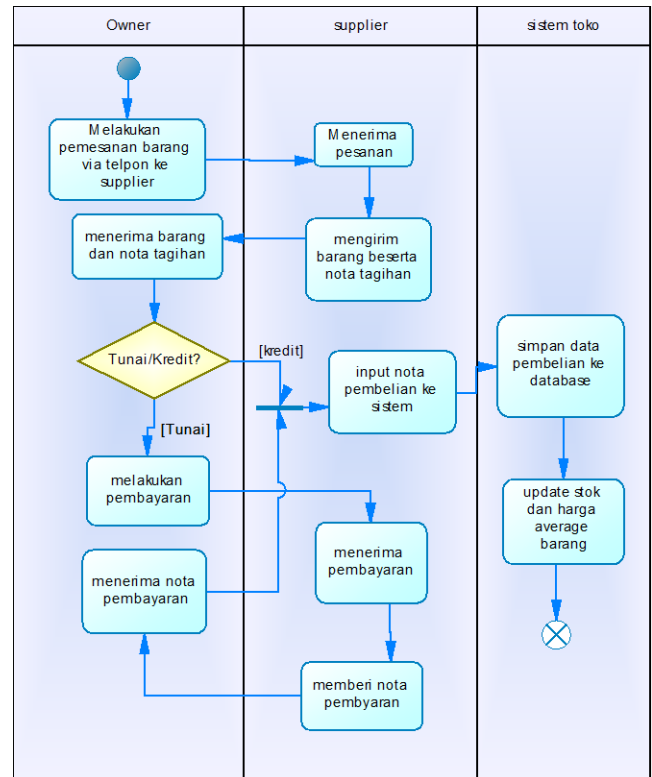 Owner
supplier
sistem toko
Melakukan
pemesanan barang
via telpon ke
supplier
Menerima
pesanan
menerima barang
dan nota tagihan
mengirim
barang beserta
nota tagihan
Tunai/Kredit?
[kredit]
[Tunai]
input nota
pembelian ke
sistem
simpan data
pembelian ke
database
melakukan
pembayaran
update stok
dan harga
average
barang
menerima
pembayaran
menerima nota
pembayaran
memberi nota
pembyaran